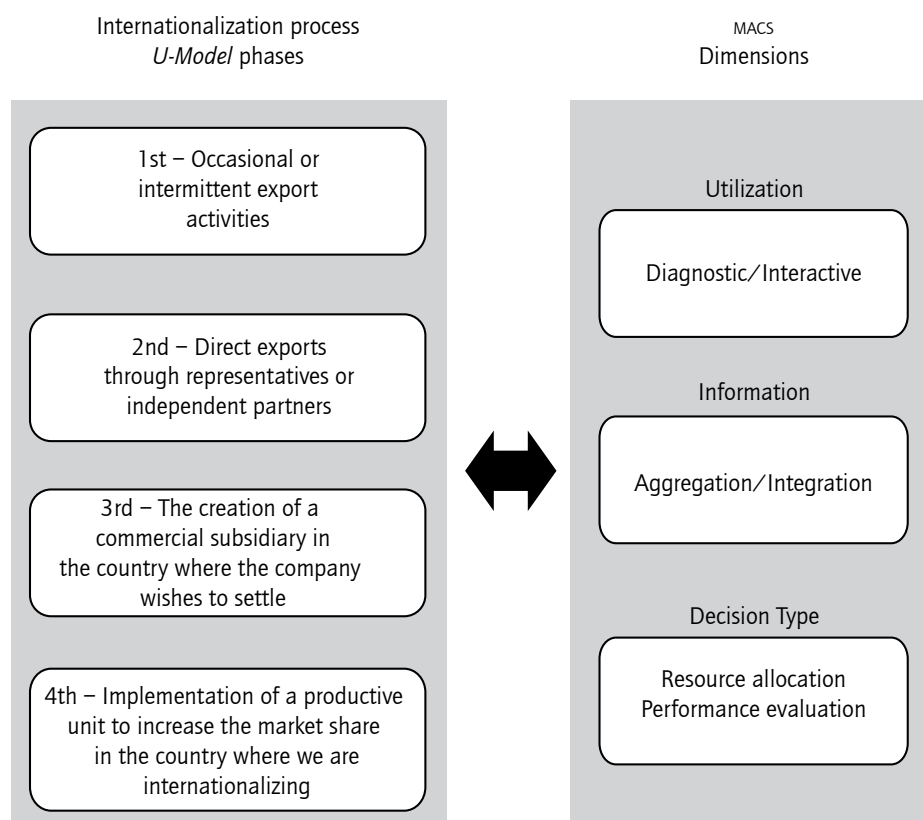 Internationalization process
U-Model phases
1st – Occasional or
intermittent export
activities
2nd – Direct exports
through representatives or
independent partners
3rd – The creation of a
commercial subsidiary in
the country where the company
wishes to settle
4th – Implementation of a productive
unit to increase the market share
in the country where we are
internationalizing
MACS
Dimensions
Utilization
Diagnostic/Interactive
Information
Aggregation/Integration
Decision Type
Resource allocation
Performance evaluation